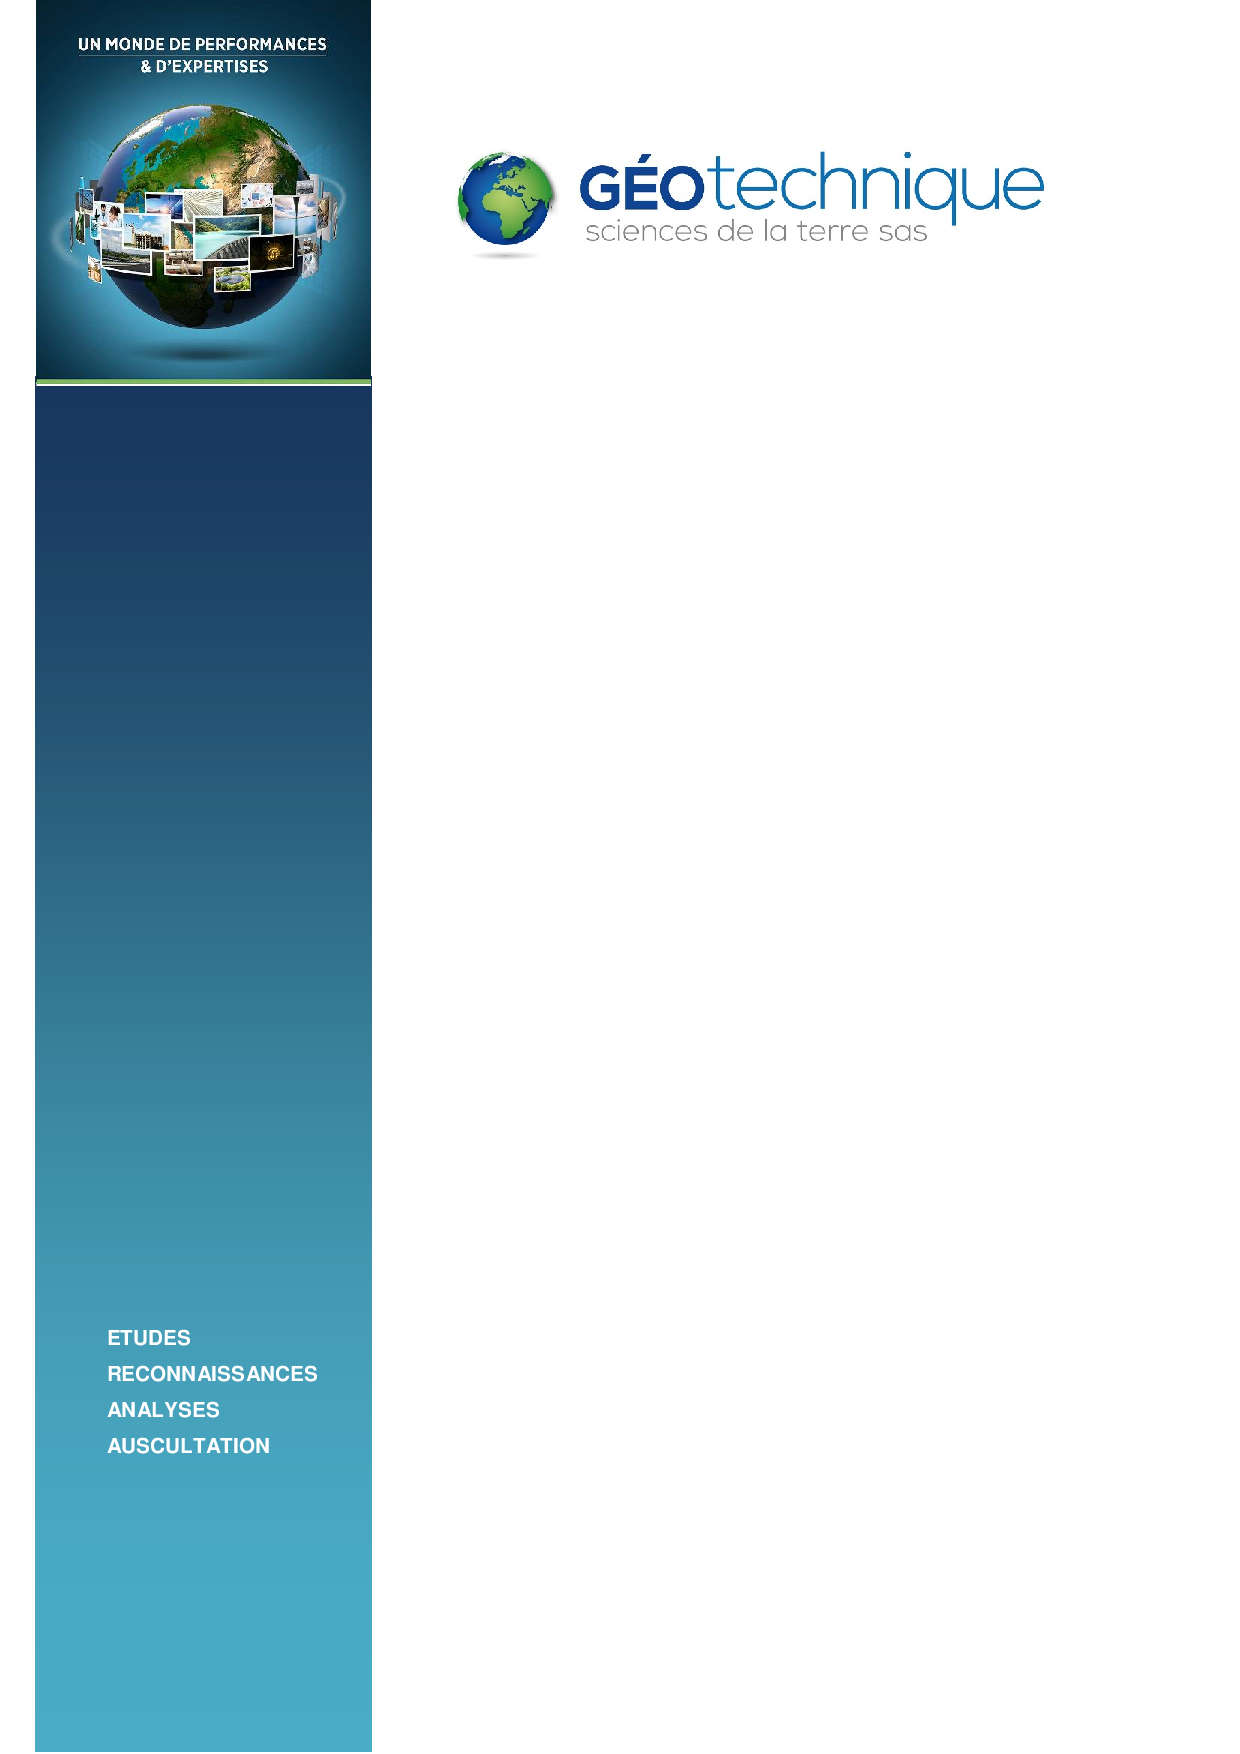 UN MONDE DE PERFORMANCES
& D'EXPERTISES
GÉOtechnique
sciences de la terre sas
ETUDES
RECONNAISSANCES
ANALYSES
AUSCULTATION